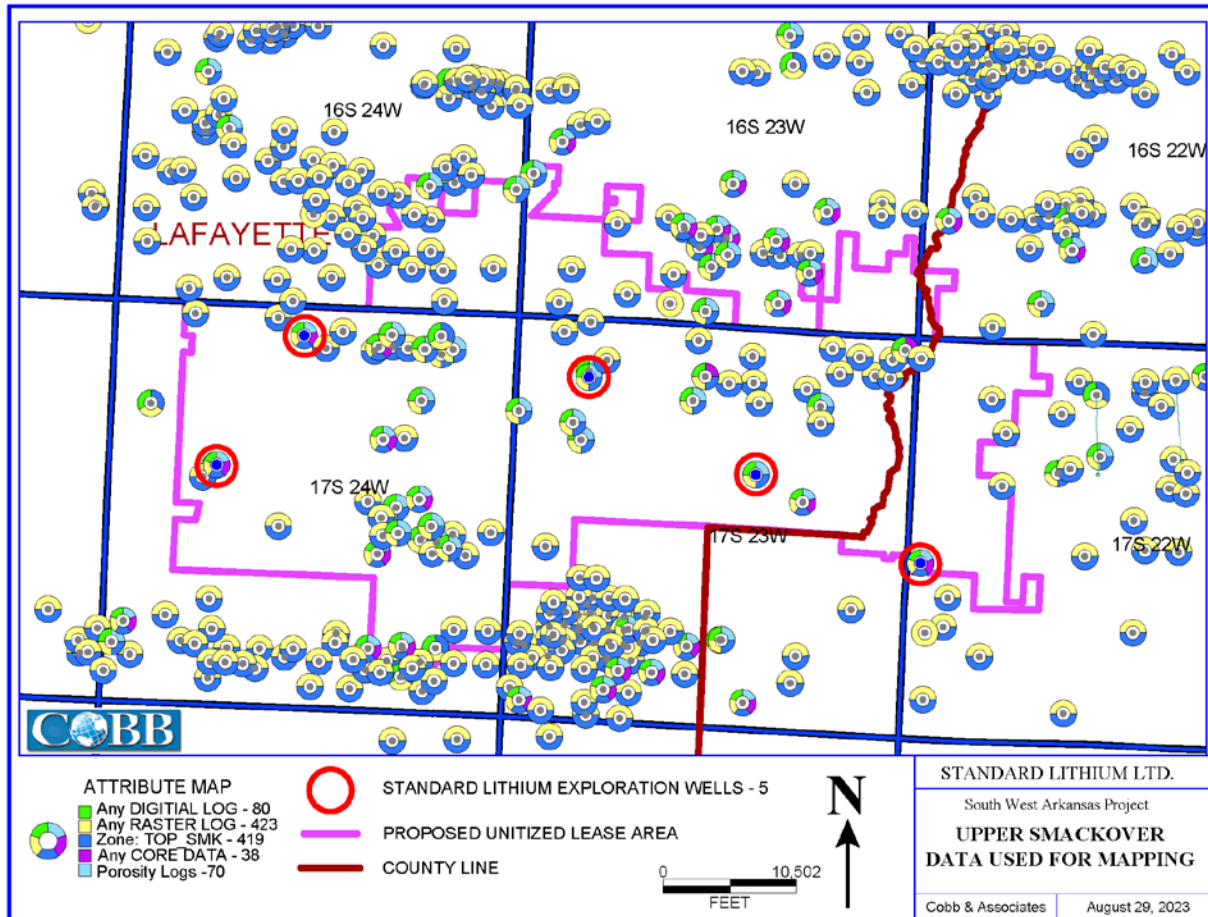 16S 24W
16S 23W
16S 22W
LAFAYETTE
17S 24W
17S 23W
17S 22W
COBB
ATTRIBUTE MAP
Any DIGITIAL LOG - 80
Any RASTER LOG - 423
Zone: TOP_SMK - 419
Any CORE DATA - 38
Porosity Logs -70
STANDARD LITHIUM EXPLORATION WELLS - 5
PROPOSED UNITIZED LEASE AREA
COUNTY LINE
0 10,502
FEET
N
STANDARD LITHIUM LTD.
South West Arkansas Project
UPPER SMACKOVER
DATA USED FOR MAPPING
Cobb & Associates August 29, 2023